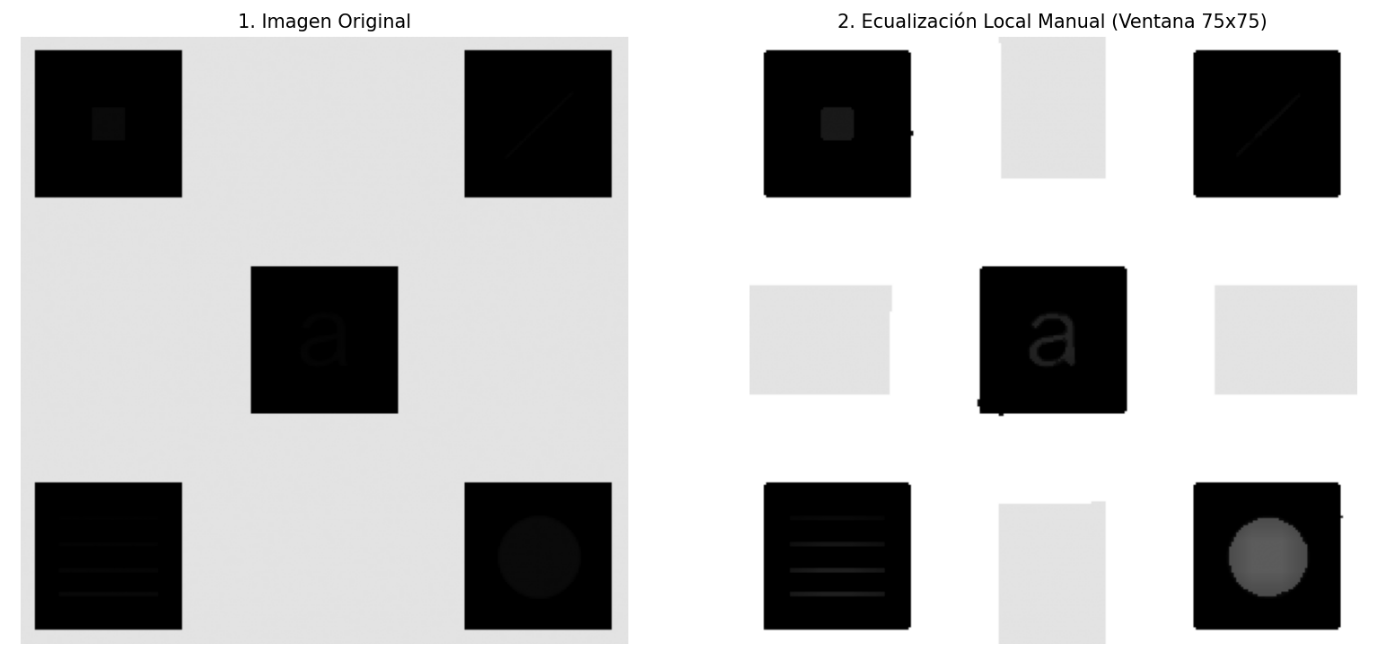 1. Imagen Original
2. Ecualización Local Manual (Ventana 75x75)
a
a